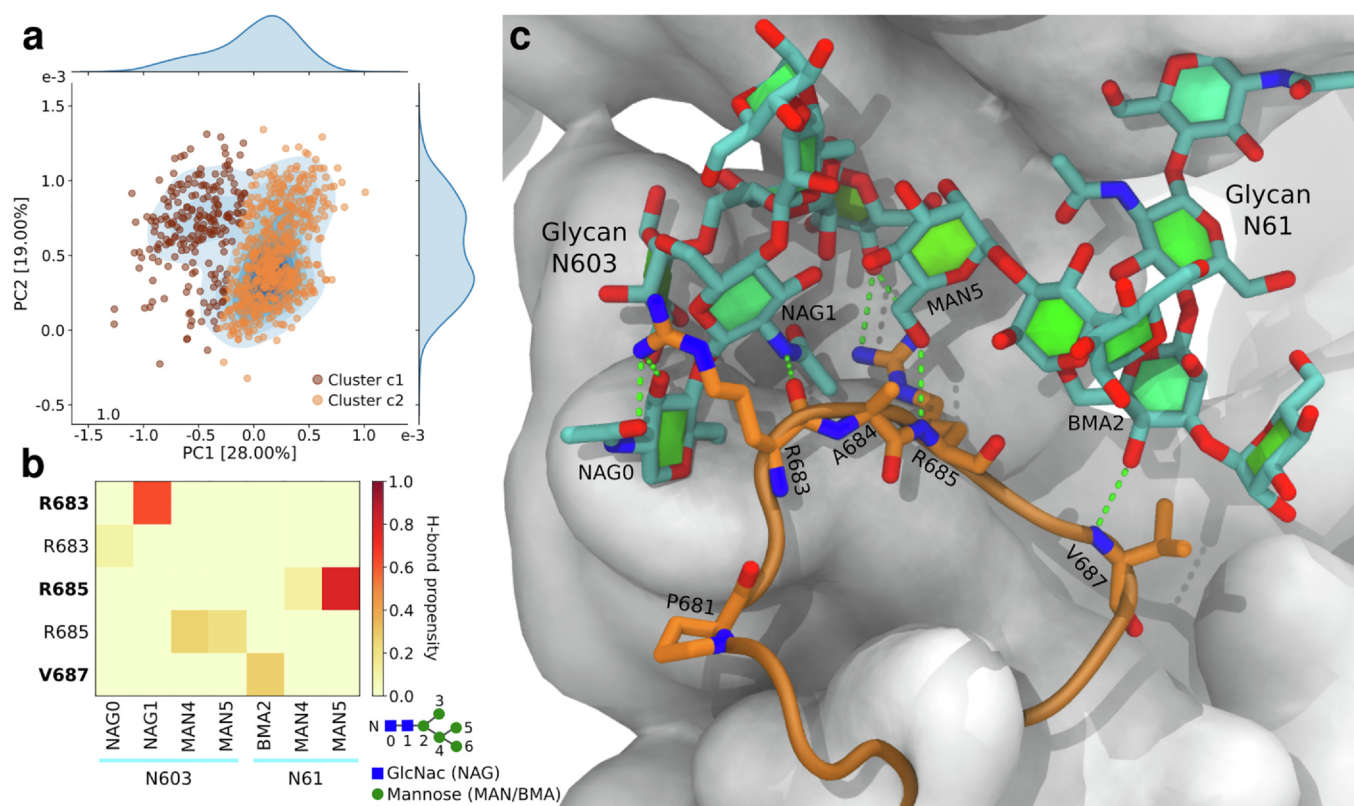 a
e-3
1.5
1.0
0.5
0.0
-0.5
PC2 [19.00%]
Cluster c1
Cluster c2
1.0
-1.5 -1.0 -0.5 0.0 0.5 1.0 e-3
PC1 [28.00%]
b
R683
R683
R685
R685
V687
NAG0 NAG1 MAN4 MAN5 BMA2 MAN4 MAN5
N603 N61
1.0
0.8
0.6
0.4
0.2
0.0
H-bond propensity
3
N 5
0 1 2
4 6
GlcNac (NAG)
Mannose (MAN/BMA)
c
Glycan
N603
Glycan
N61
NAG1
MAN5
NAG0
R683
A684
R685
BMA2
V687
P681